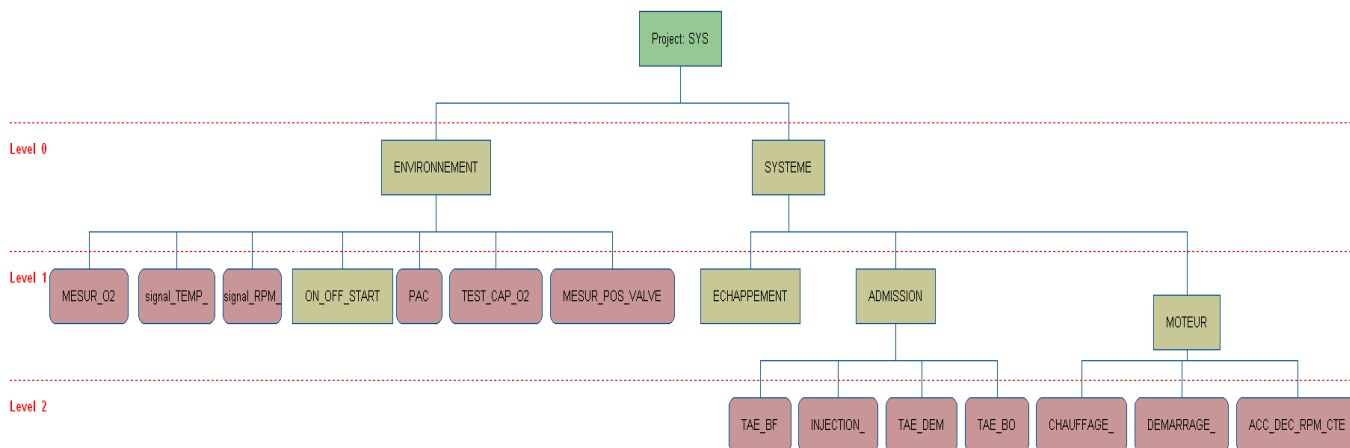 Project: SYS
Level 0
ENVIRONNEMENT
SYSTEME
Level 1
MESUR_O2
signal_TEMP_
signal_RPM_
ON_OFF_START
PAC
TEST_CAP_O2
MESUR_POS_VALVE
ECHAPPEMENT
ADMISSION
MOTEUR
Level 2
TAE_BF
INJECTION_
TAE_DEM
TAE_BO
CHAUFFAGE_
DEMARRAGE_
ACC_DEC_RPM_CTE